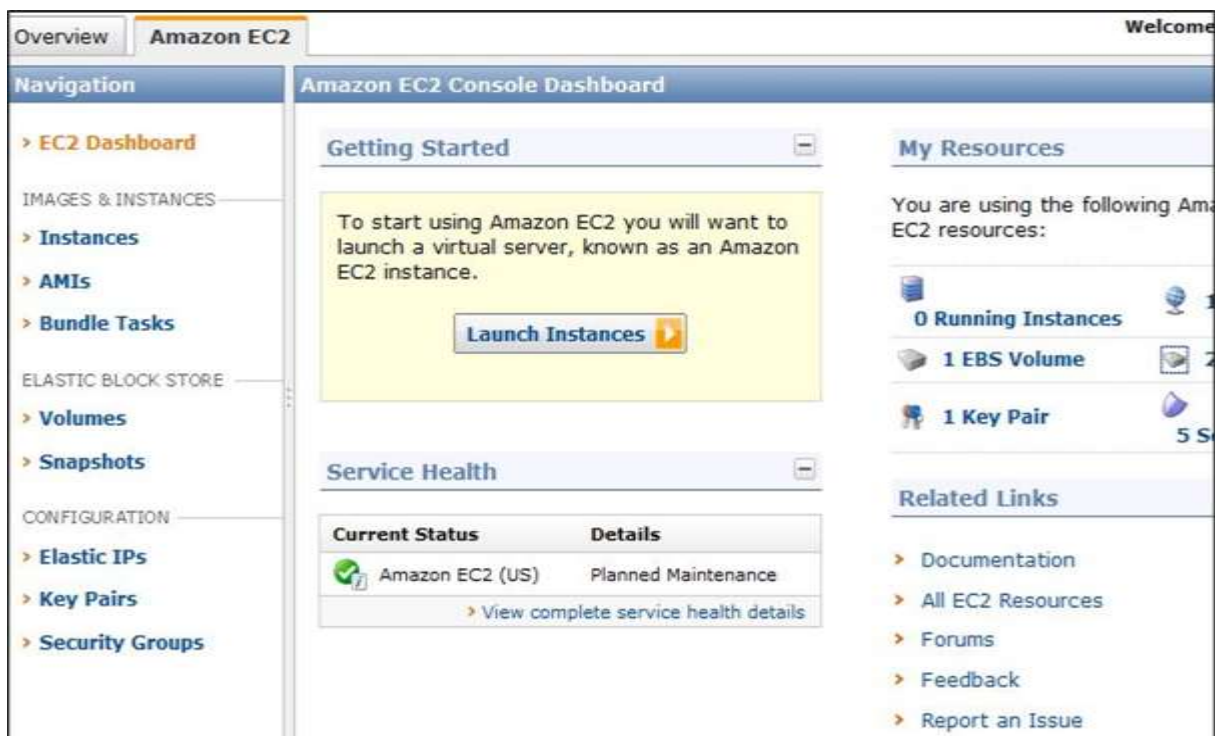 Overview
Amazon EC2
Welcome
Navigation
> EC2 Dashboard
IMAGES & INSTANCES
> Instances
> AMIs
> Bundle Tasks
ELASTIC BLOCK STORE
> Volumes
> Snapshots
CONFIGURATION
> Elastic IPs
> Key Pairs
> Security Groups
Amazon EC2 Console Dashboard
Getting Started
To start using Amazon EC2 you will want to
launch a virtual server, known as an Amazon
EC2 instance.
Launch Instances
Service Health
Current Status Details
Amazon EC2 (US) Planned Maintenance
> View complete service health details
My Resources
You are using the following Ama
EC2 resources:
0 Running Instances 1
1 EBS Volume 2
1 Key Pair
5 Se
Related Links
> Documentation
> All EC2 Resources
> Forums
> Feedback
> Report an Issue